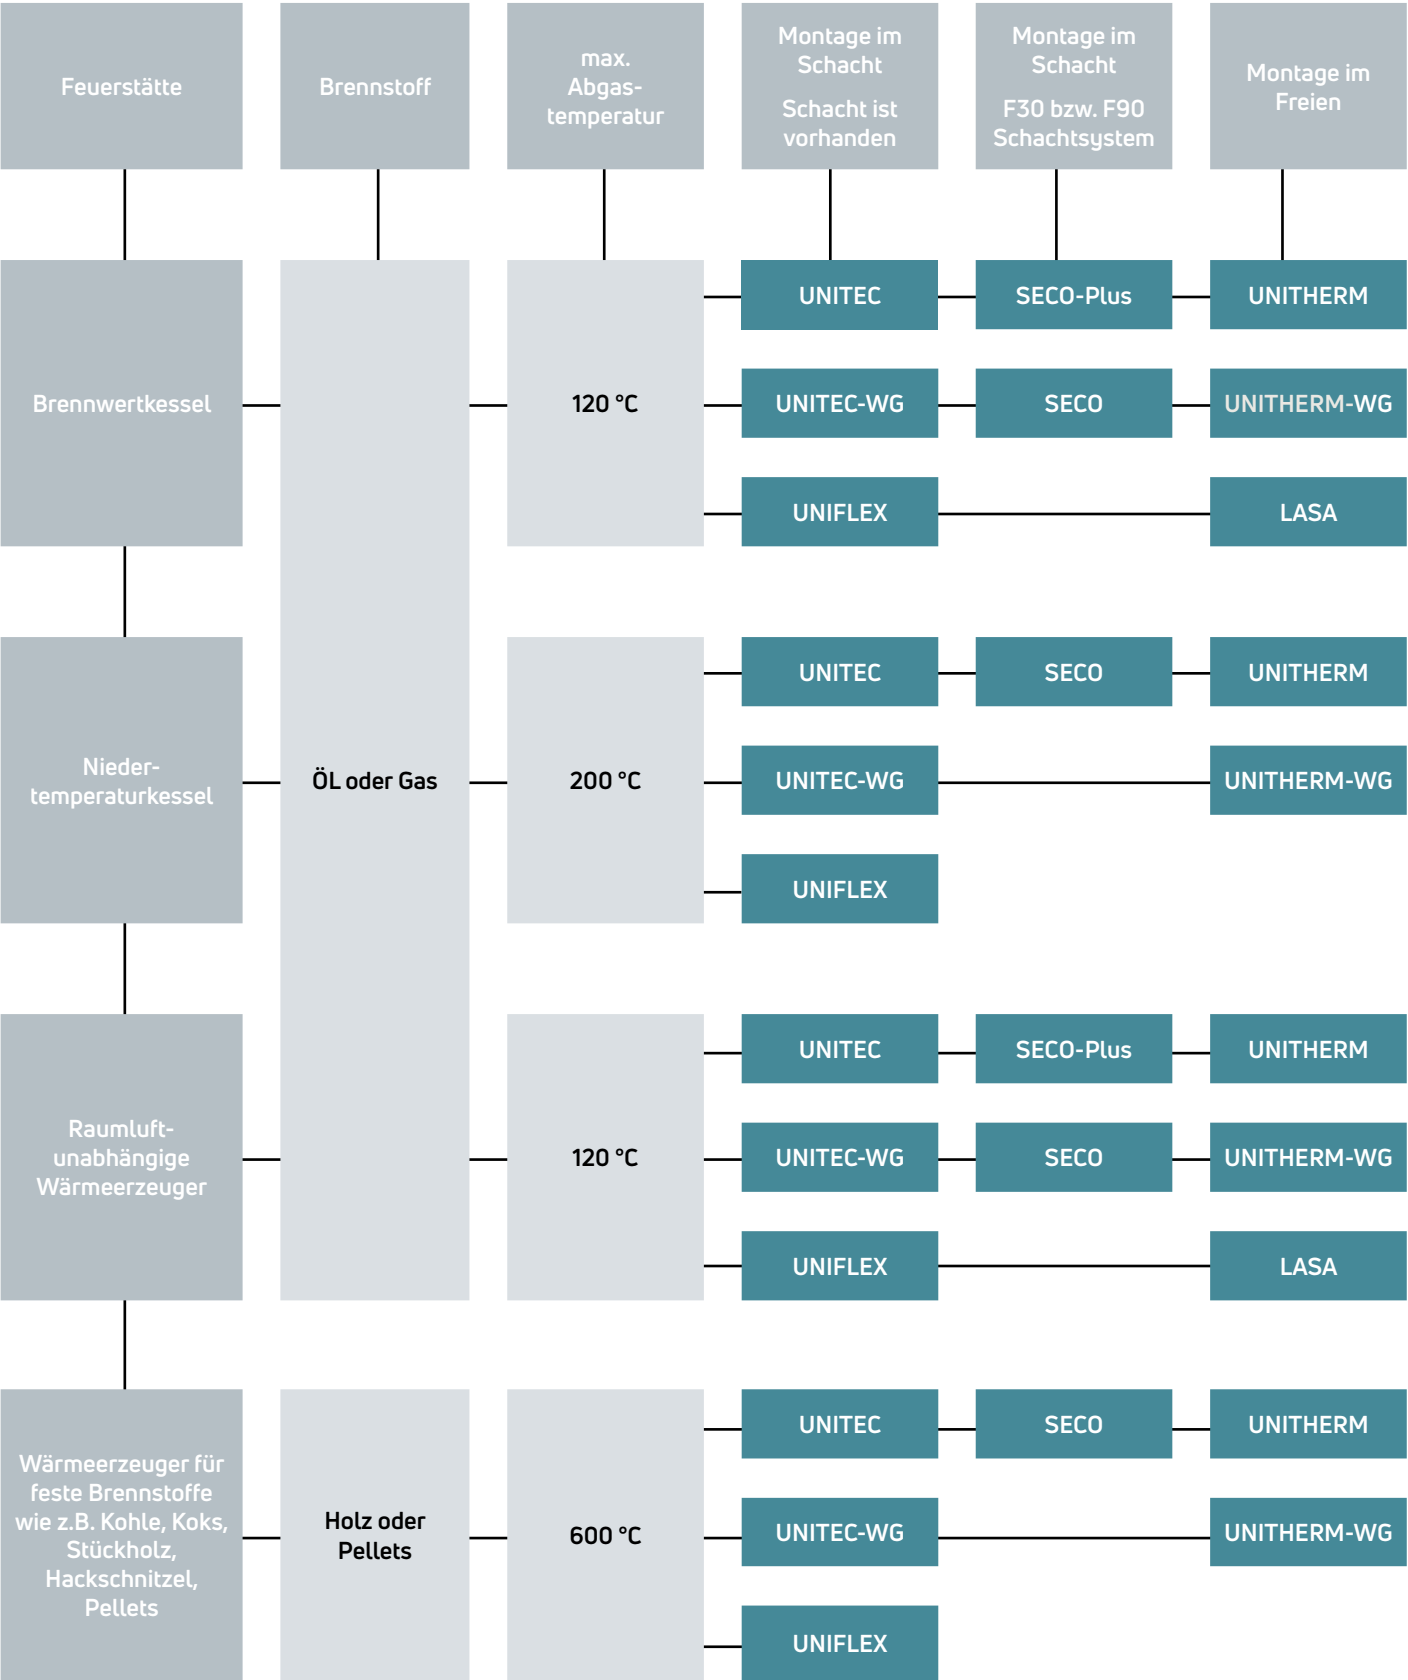 Feuerstätte
Brennstoff
max.
Abgas-
temperatur
Montage im
Schacht
Schacht ist
vorhanden
Montage im
Schacht
F30 bzw. F90
Schachtsystem
Montage im
Freien
Brennwertkessel
ÖL oder Gas
120 °C
UNITEC
SECO-Plus
UNITHERM
UNITEC-WG
SECO
UNITHERM-WG
UNIFLEX
LASA
Nieder-
temperaturkessel
200 °C
UNITEC
SECO
UNITHERM
UNITEC-WG
UNITHERM-WG
UNIFLEX
Raumluft-
unabhängige
Wärmeerzeuger
120 °C
UNITEC
SECO-Plus
UNITHERM
UNITEC-WG
SECO
UNITHERM-WG
UNIFLEX
LASA
Wärmeerzeuger für
feste Brennstoffe
wie z.B. Kohle, Koks,
Stückholz,
Hackschnitzel,
Pellets
Holz oder
Pellets
600 °C
UNITEC
SECO
UNITHERM
UNITEC-WG
UNITHERM-WG
UNIFLEX